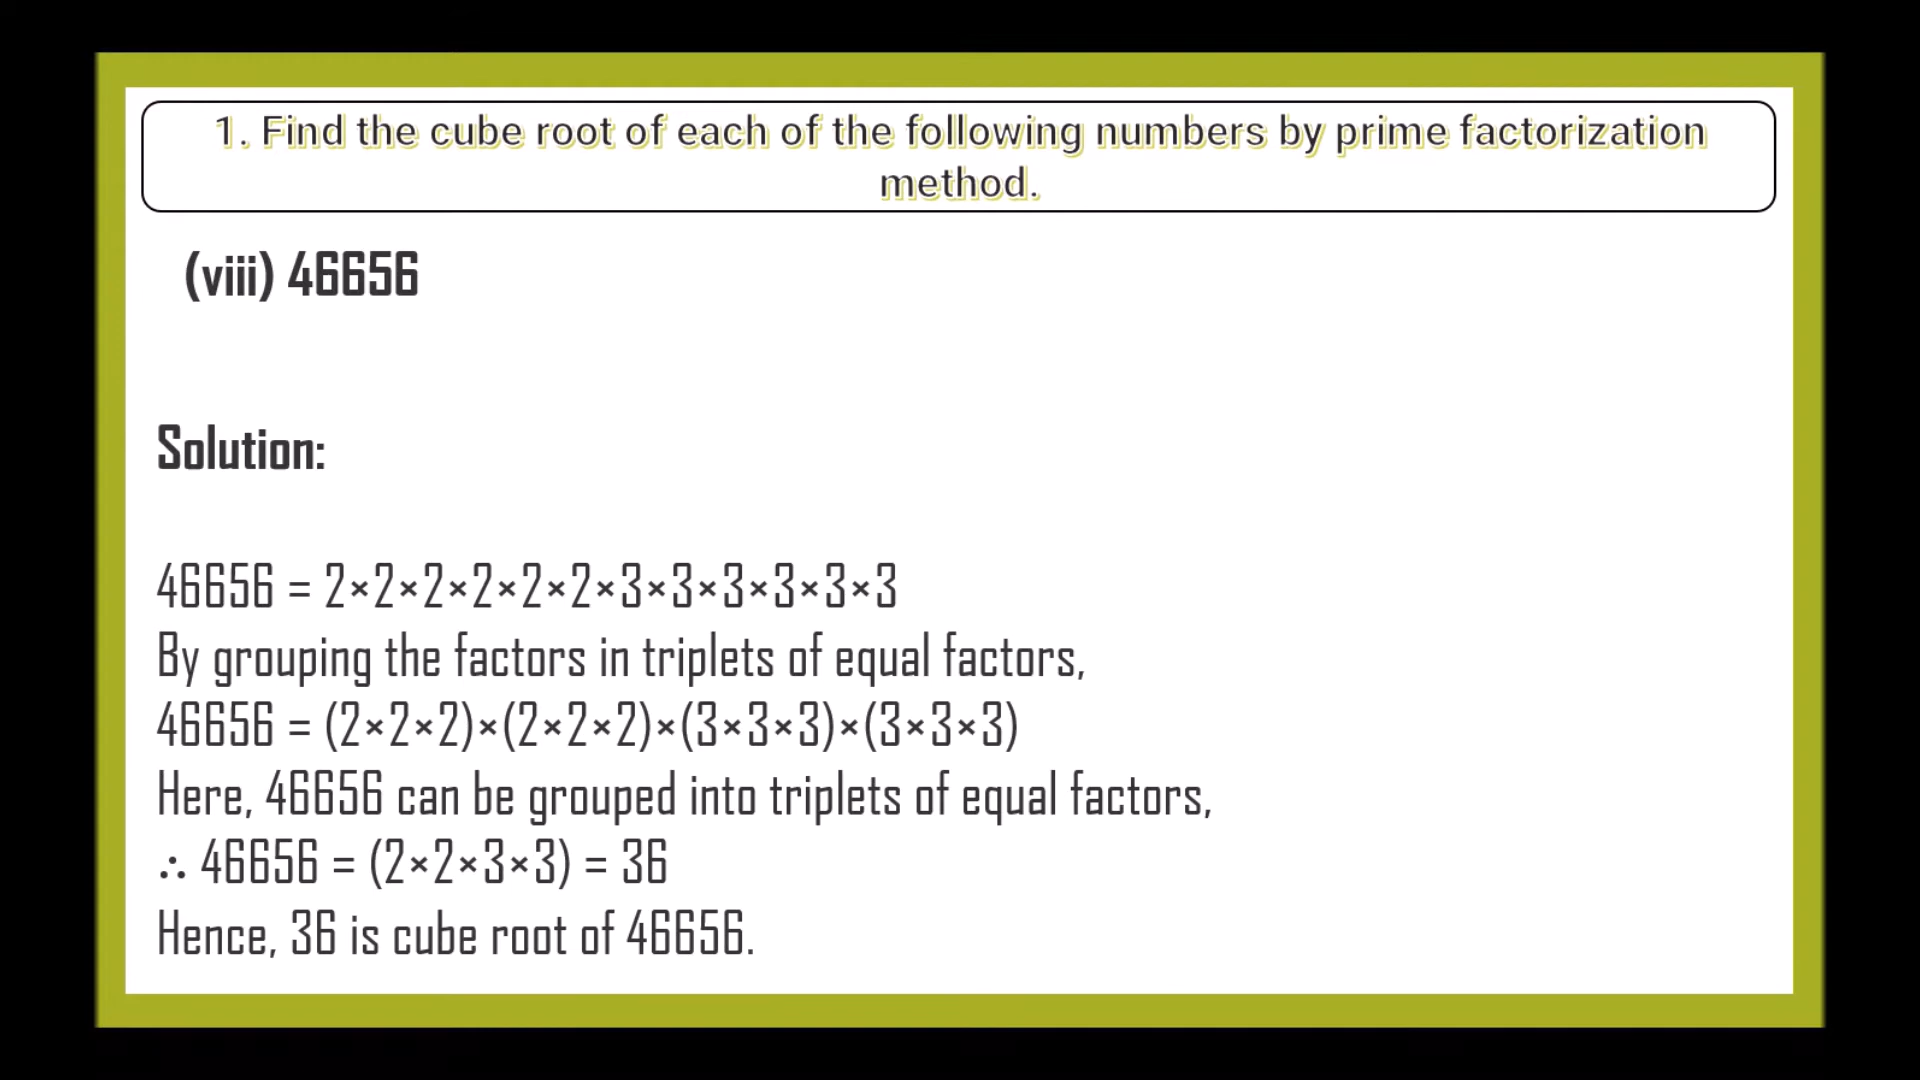 1. Find the cube root of each of the following numbers by prime factorization
method.
(viii) 46656
Solution:
46656 = 2×2×2×2×2×2×3×3×3×3×3×3
By grouping the factors in triplets of equal factors,
46656 = (2×2×2)×(2×2×2)×(3×3×3)×(3×3×3)
Here, 46656 can be grouped into triplets of equal factors,
∴ 46656 = (2×2×3×3) = 36
Hence, 36 is cube root of 46656.